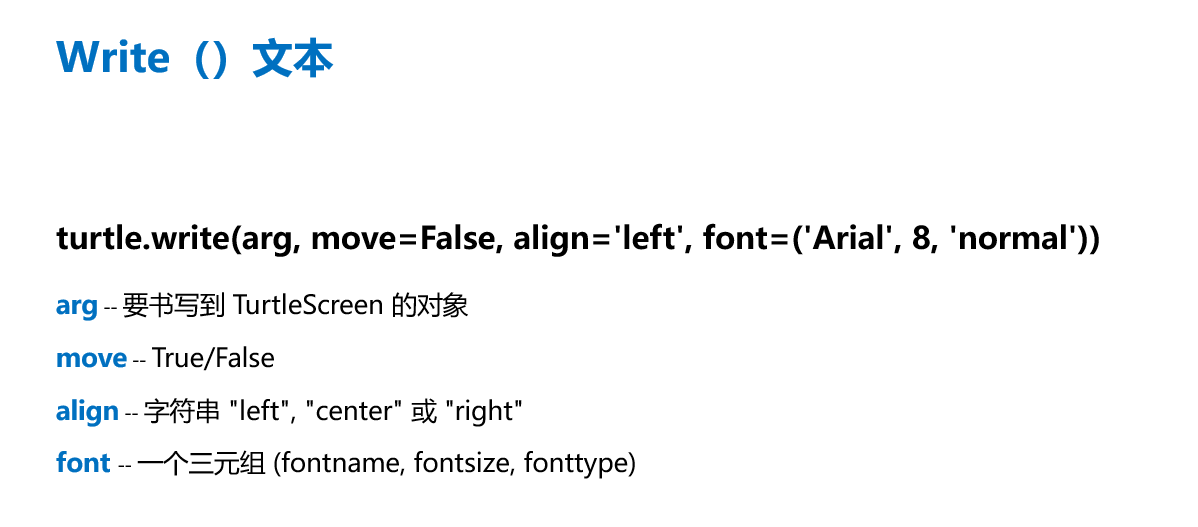 Write（）文本
turtle.write(arg, move=False, align='left', font=('Arial', 8, 'normal'))
arg -- 要书写到 TurtleScreen 的对象
move -- True/False
align -- 字符串 "left", "center" 或 "right"
font -- 一个三元组 (fontname, fontsize, fonttype)